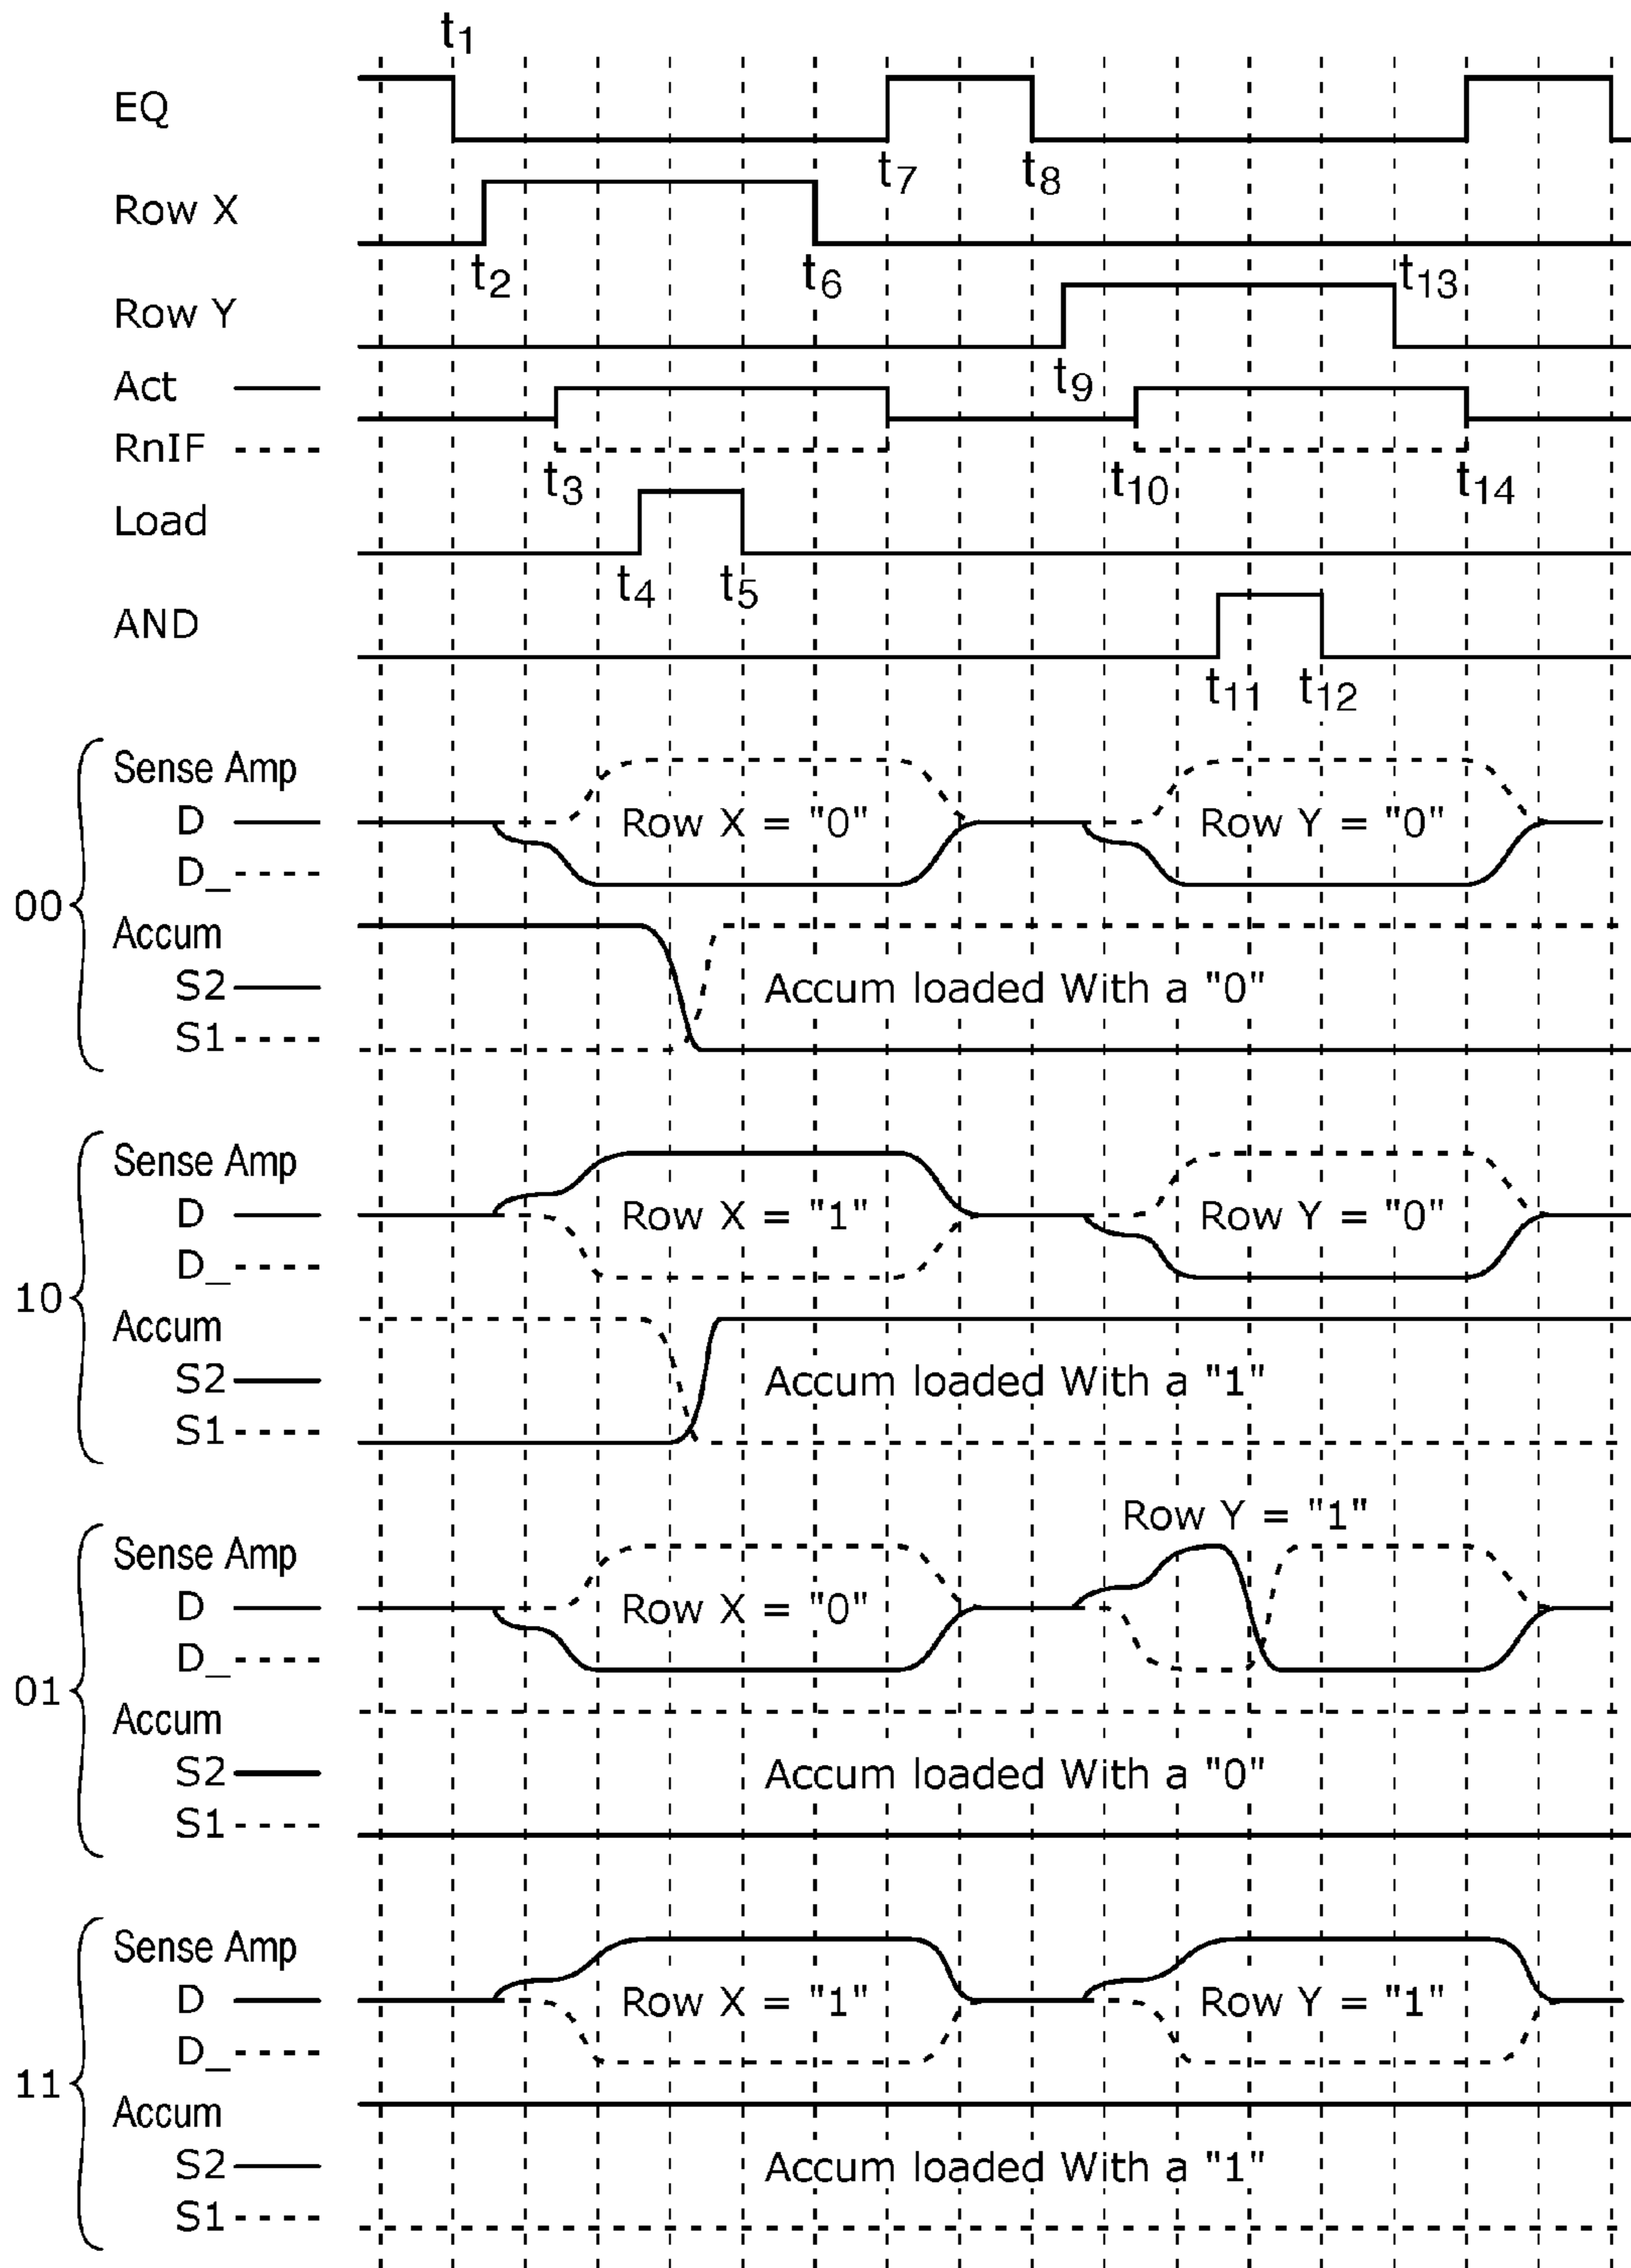 t1
EQ
t7 t8
Row X
t2 t6 t13
Row Y
t9
Act
RnIF
t3 t10 t14
Load
t4 t5
AND
t11 t12
Sense Amp
D Row X = "0" Row Y = "0"
D_
00
Accum
S2 Accum loaded With a "0"
S1
Sense Amp
D Row X = "1" Row Y = "0"
D_
10
Accum
S2 Accum loaded With a "1"
S1
Row Y = "1"
Sense Amp
D Row X = "0"
D_
01
Accum
S2 Accum loaded With a "0"
S1
Sense Amp
D Row X = "1" Row Y = "1"
D_
11
Accum
S2 Accum loaded With a "1"
S1